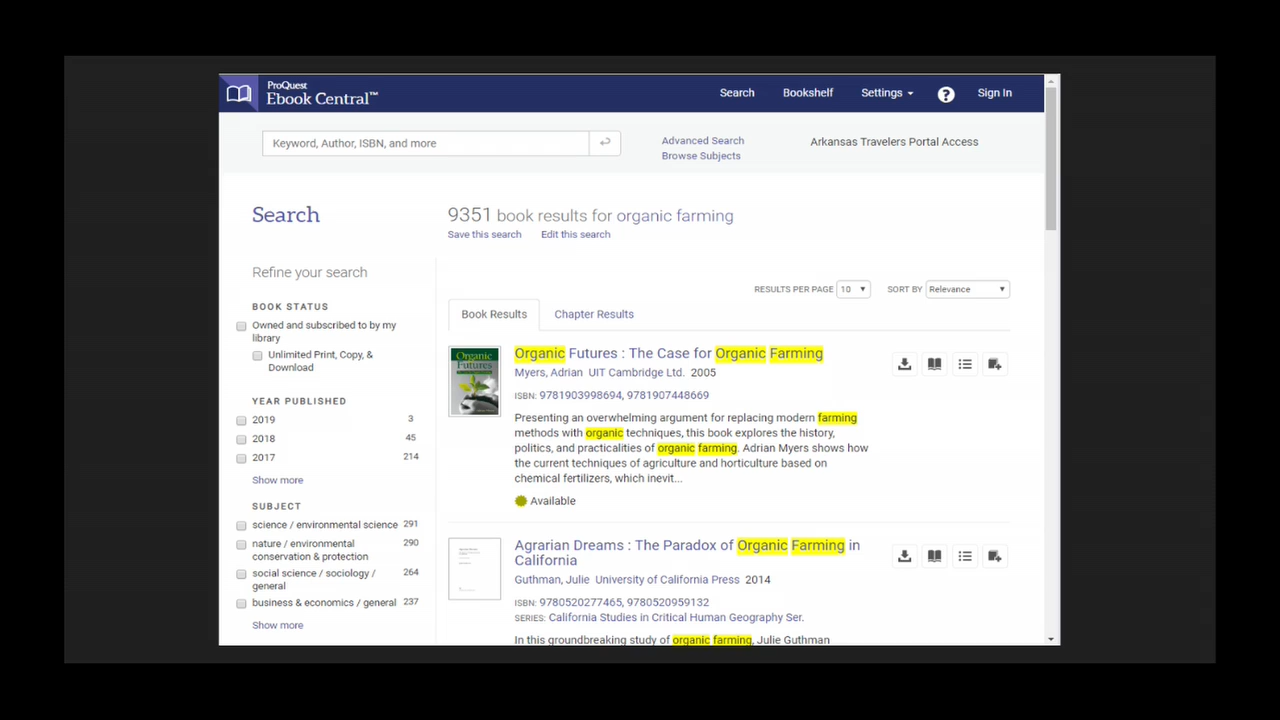 ProQuest
Ebook Central™
Search
Bookshelf
Settings
?
Sign In
Keyword, Author, ISBN, and more
Advanced Search
Browse Subjects
Arkansas Travelers Portal Access
Search
9351 book results for organic farming
Save this search
Edit this search
Refine your search
RESULTS PER PAGE 10
SORT BY Relevance
BOOK STATUS
Owned and subscribed to by my
library
Unlimited Print, Copy, &
Download
YEAR PUBLISHED
2019 3
2018 45
2017 214
Show more
SUBJECT
science / environmental science 291
nature / environmental 290
conservation & protection
social science / sociology / 264
general
business & economics / general 237
Show more
Book Results
Chapter Results
Organic
Futures
Organic Futures : The Case for Organic Farming
Myers, Adrian UIT Cambridge Ltd. 2005
ISBN: 9781903998694, 9781907448669
Presenting an overwhelming argument for replacing modern farming
methods with organic techniques, this book explores the history,
politics, and practicalities of organic farming. Adrian Myers shows how
the current techniques of agriculture and horticulture based on
chemical fertilizers, which inevit...
Available
Agrarian Dreams : The Paradox of Organic Farming in
California
Guthman, Julie University of California Press 2014
ISBN: 9780520277465, 9780520959132
SERIES: California Studies in Critical Human Geography Ser.
In this groundbreaking study of organic farming, Julie Guthman